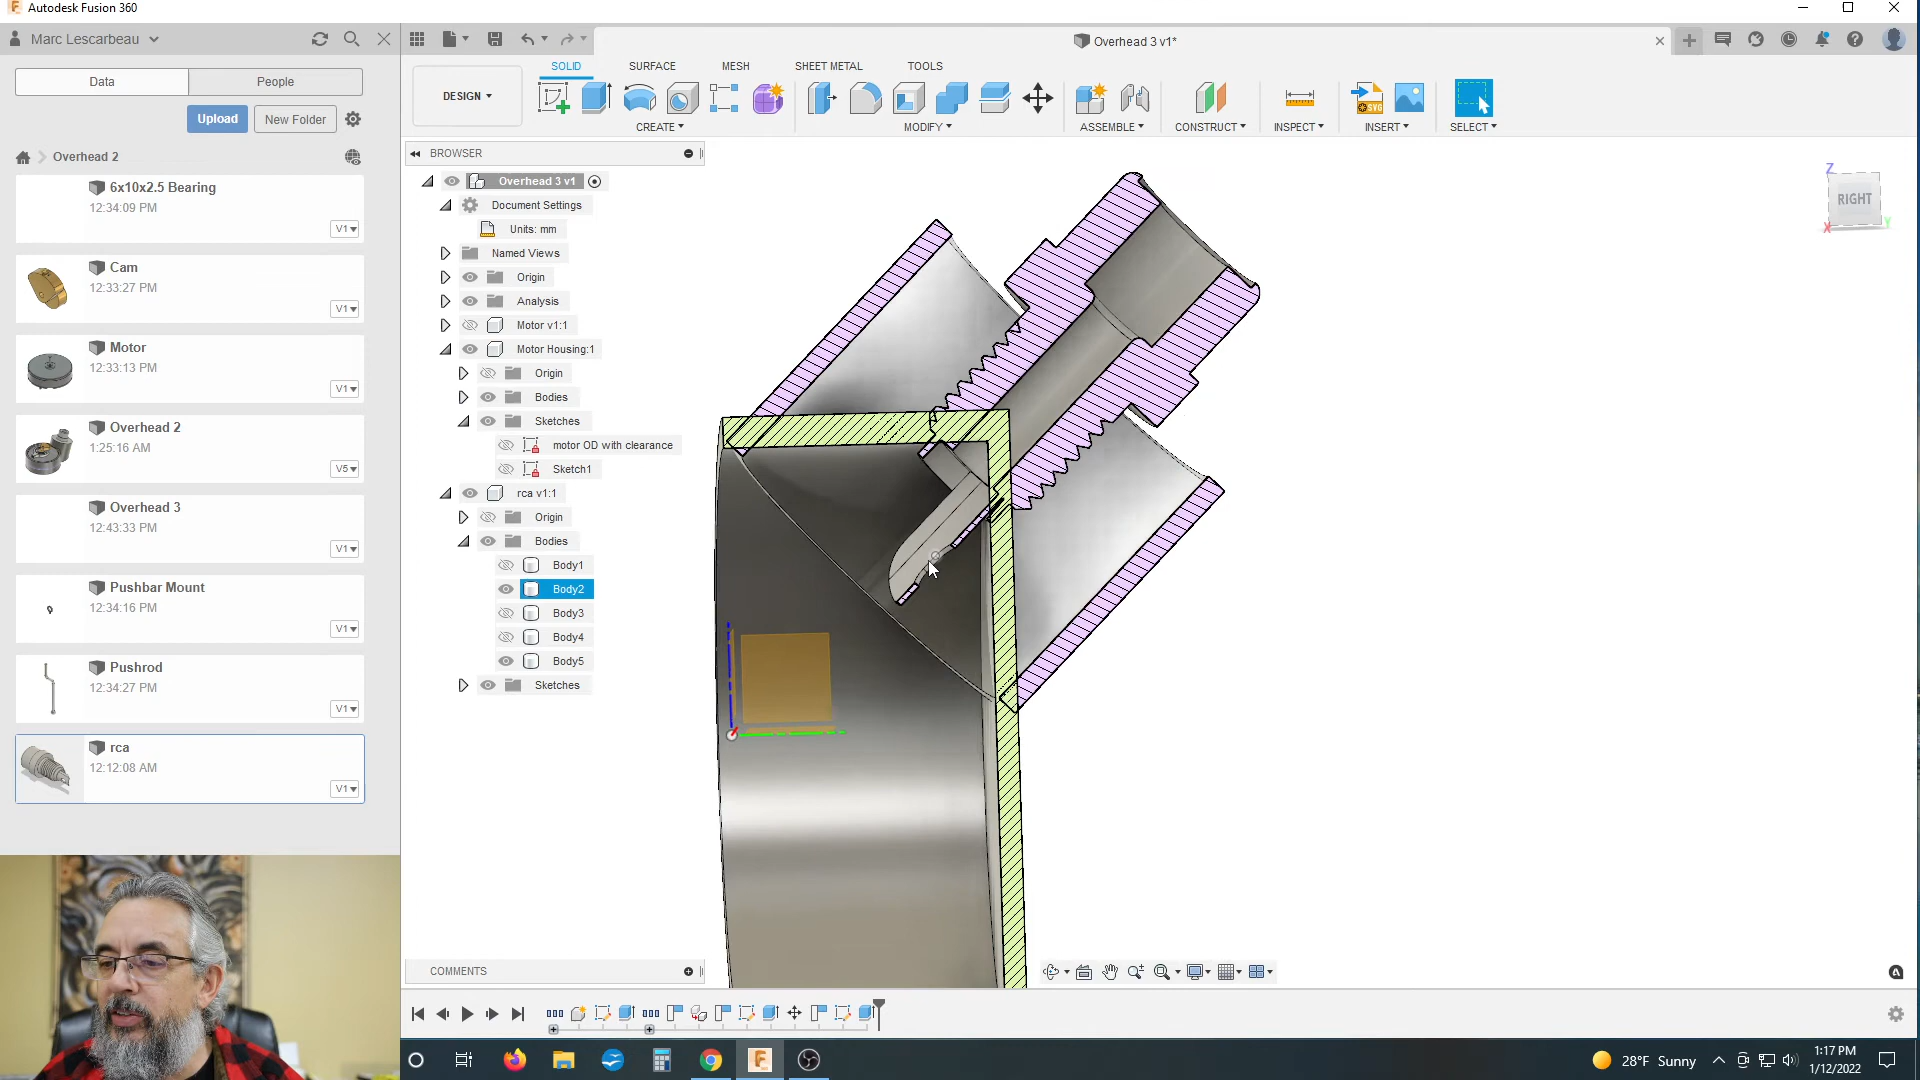 Autodesk Fusion 360
Marc Lescarbeau
Overhead 3 v1*
Data
People
Upload
New Folder
Overhead 2
6x10x2.5 Bearing
12:34:09 PM
V1
Cam
12:33:27 PM
V1
Motor
12:33:13 PM
V1
Overhead 2
1:25:16 AM
V5
Overhead 3
12:43:33 PM
V1
Pushbar Mount
12:34:16 PM
V1
Pushrod
12:34:27 PM
V1
rca
12:12:08 AM
V1
DESIGN
SOLID
SURFACE
MESH
SHEET METAL
TOOLS
CREATE
MODIFY
ASSEMBLE
CONSTRUCT
INSPECT
INSERT
SELECT
BROWSER
Overhead 3 v1
Document Settings
Units: mm
Named Views
Origin
Analysis
Motor v1:1
Motor Housing:1
Origin
Bodies
Sketches
motor OD with clearance
Sketch1
rca v1:1
Origin
Bodies
Body1
Body2
Body3
Body4
Body5
Sketches
Z
RIGHT
X
Y
COMMENTS
28°F Sunny
1:17 PM
1/12/2022